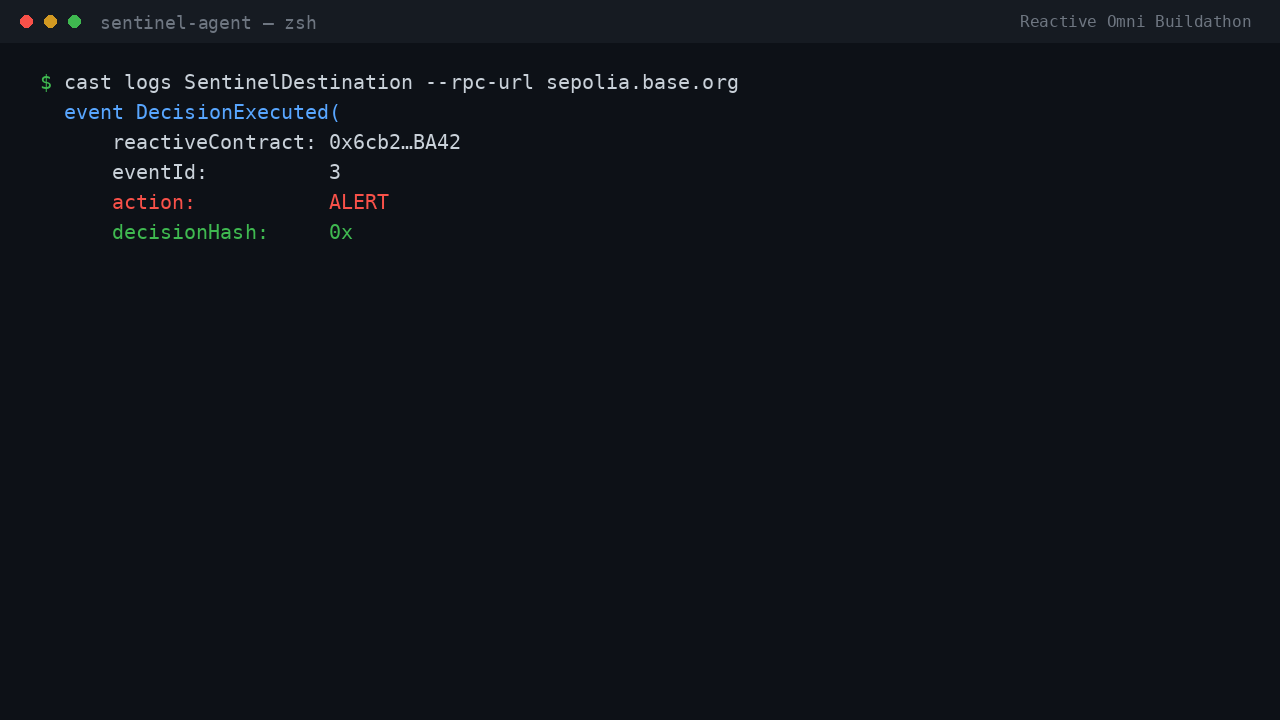 sentinel-agent — zsh
Reactive Omni Buildathon
$ cast logs SentinelDestination --rpc-url sepolia.base.org
event DecisionExecuted(
reactiveContract: 0x6cb2…BA42
eventId: 3
action: ALERT
decisionHash: 0x